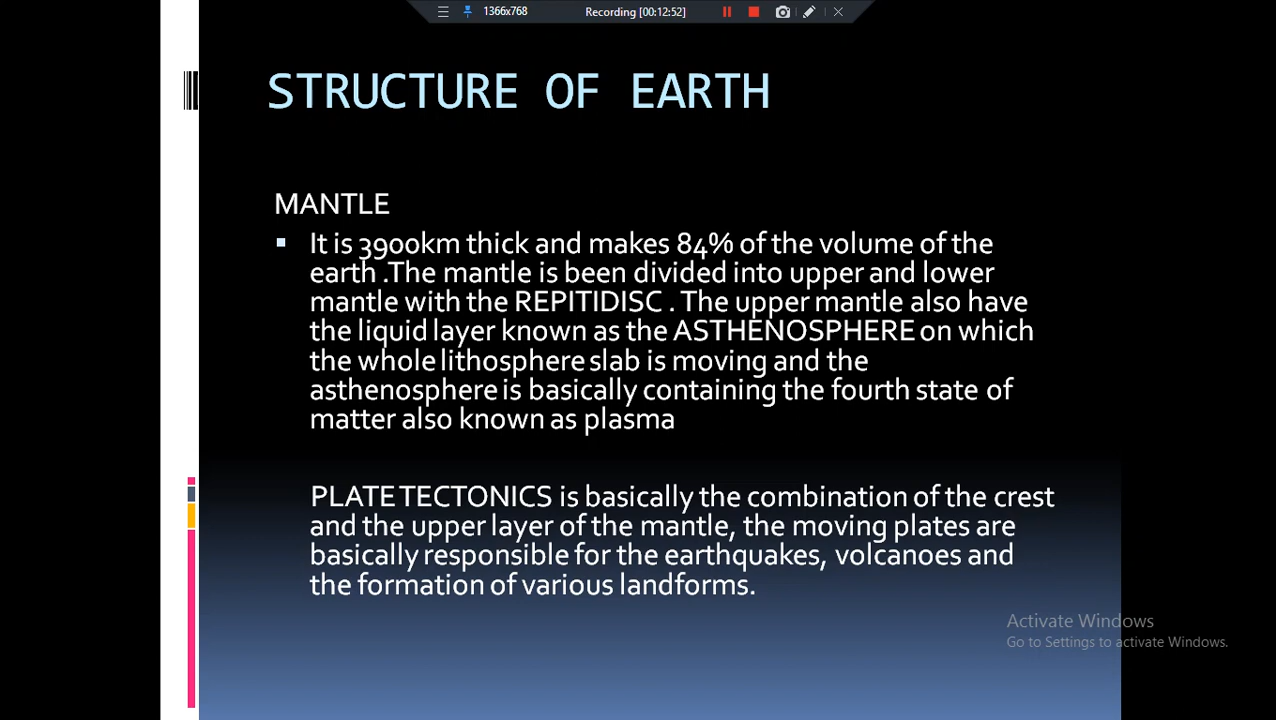 1366x768
Recording [00:12:52]
STRUCTURE OF EARTH
MANTLE
It is 3900km thick and makes 84% of the volume of the
earth .The mantle is been divided into upper and lower
mantle with the REPITIDISC . The upper mantle also have
the liquid layer known as the ASTHENOSPHERE on which
the whole lithosphere slab is moving and the
asthenosphere is basically containing the fourth state of
matter also known as plasma
PLATE TECTONICS is basically the combination of the crest
and the upper layer of the mantle, the moving plates are
basically responsible for the earthquakes, volcanoes and
the formation of various landforms.
Activate Windows
Go to Settings to activate Windows.